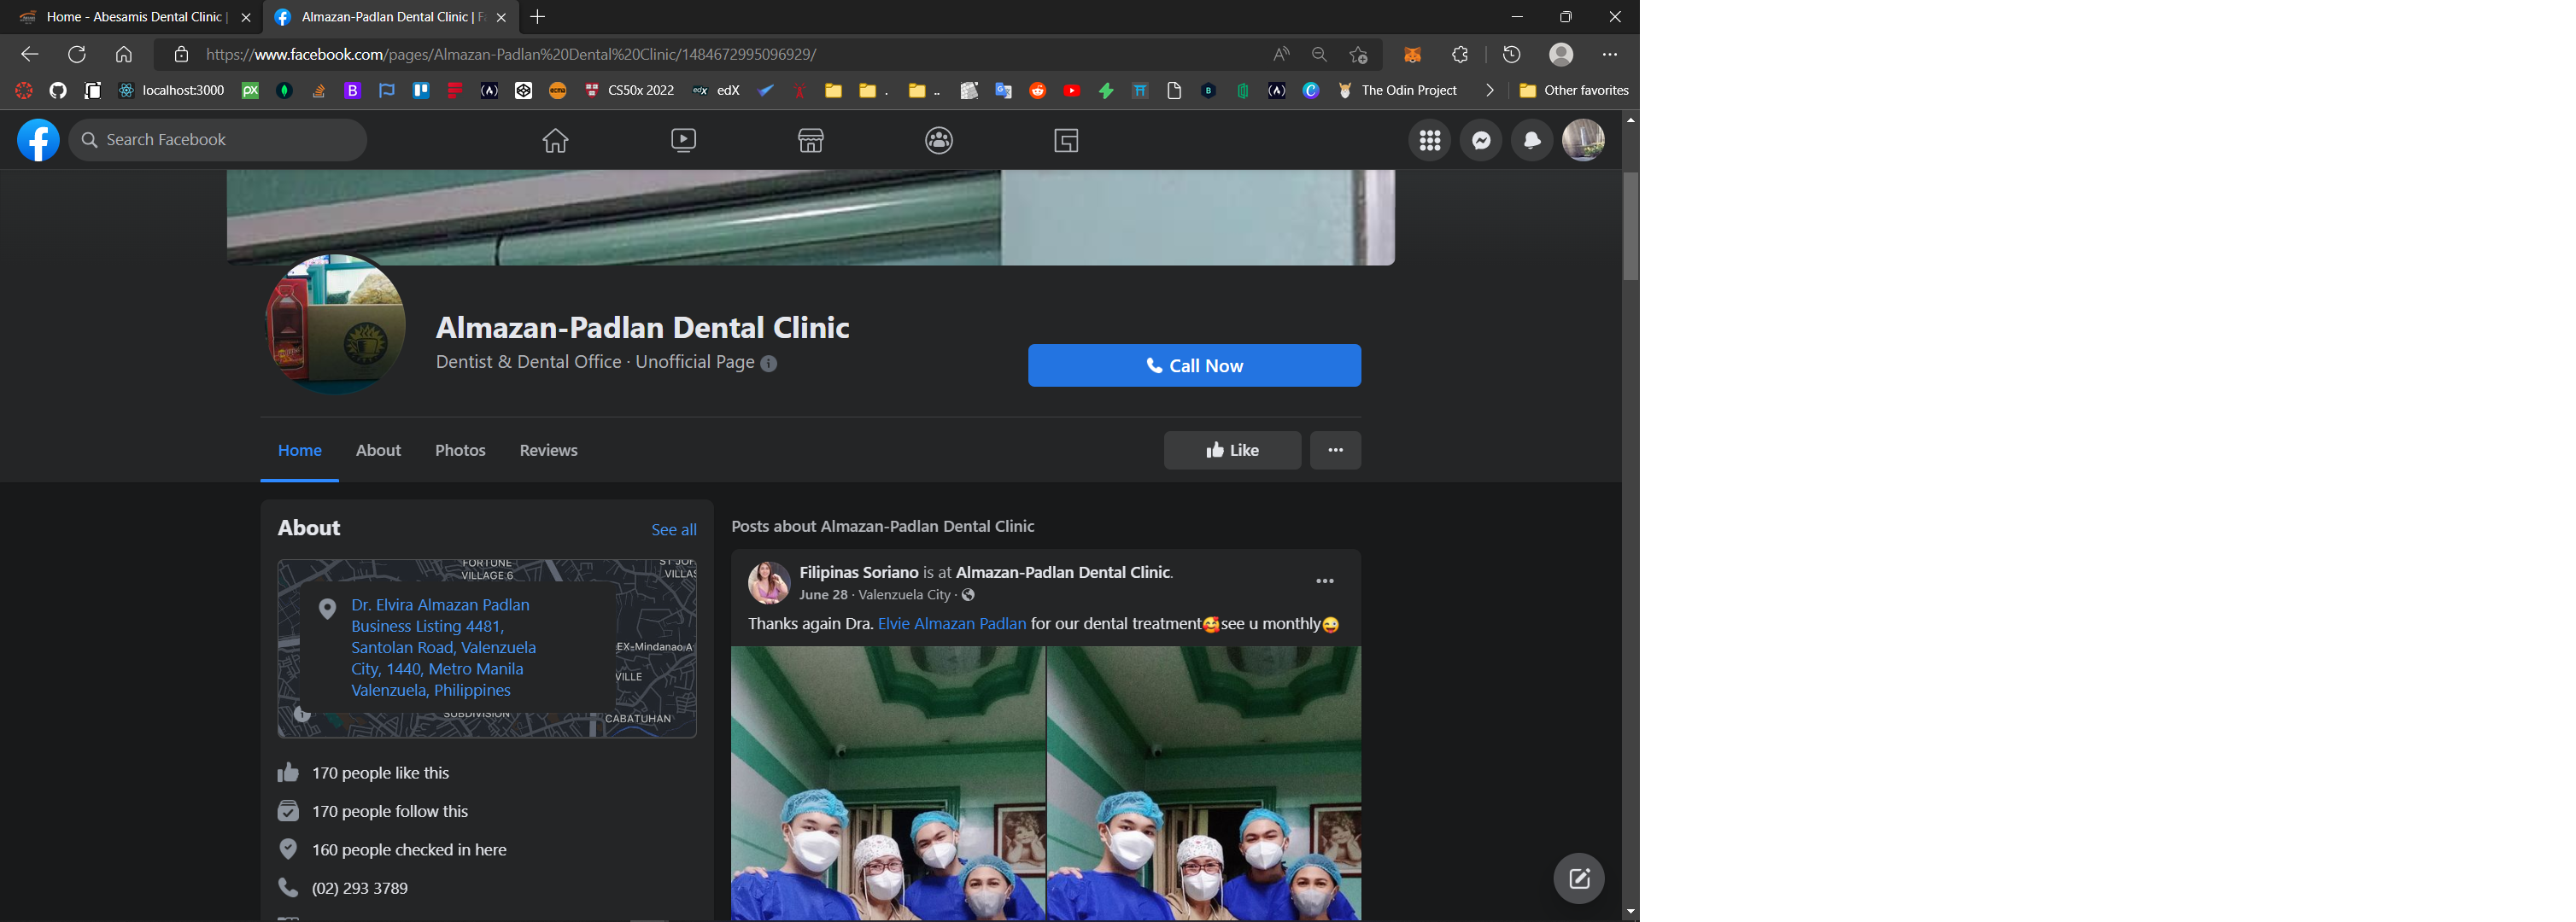 Home - Abesamis Dental Clinic |
Almazan-Padlan Dental Clinic | F
https://www.facebook.com/pages/Almazan-Padlan%20Dental%20Clinic/1484672995096929/
localhost:3000
CS50x 2022
edX
.
..
The Odin Project
Other favorites
Search Facebook
Almazan-Padlan Dental Clinic
Dentist & Dental Office · Unofficial Page
Call Now
Home
About
Photos
Reviews
Like
About
See all
FORTUNE
VILLAGE 6
Dr. Elvira Almazan Padlan
Business Listing 4481,
Santolan Road, Valenzuela
City, 1440, Metro Manila
Valenzuela, Philippines
VILLE
SUBDIVISION
CABATUHAN
170 people like this
170 people follow this
160 people checked in here
(02) 293 3789
Posts about Almazan-Padlan Dental Clinic
Filipinas Soriano is at Almazan-Padlan Dental Clinic.
June 28 · Valenzuela City ·
Thanks again Dra. Elvie Almazan Padlan for our dental treatment🥰see u monthly😜